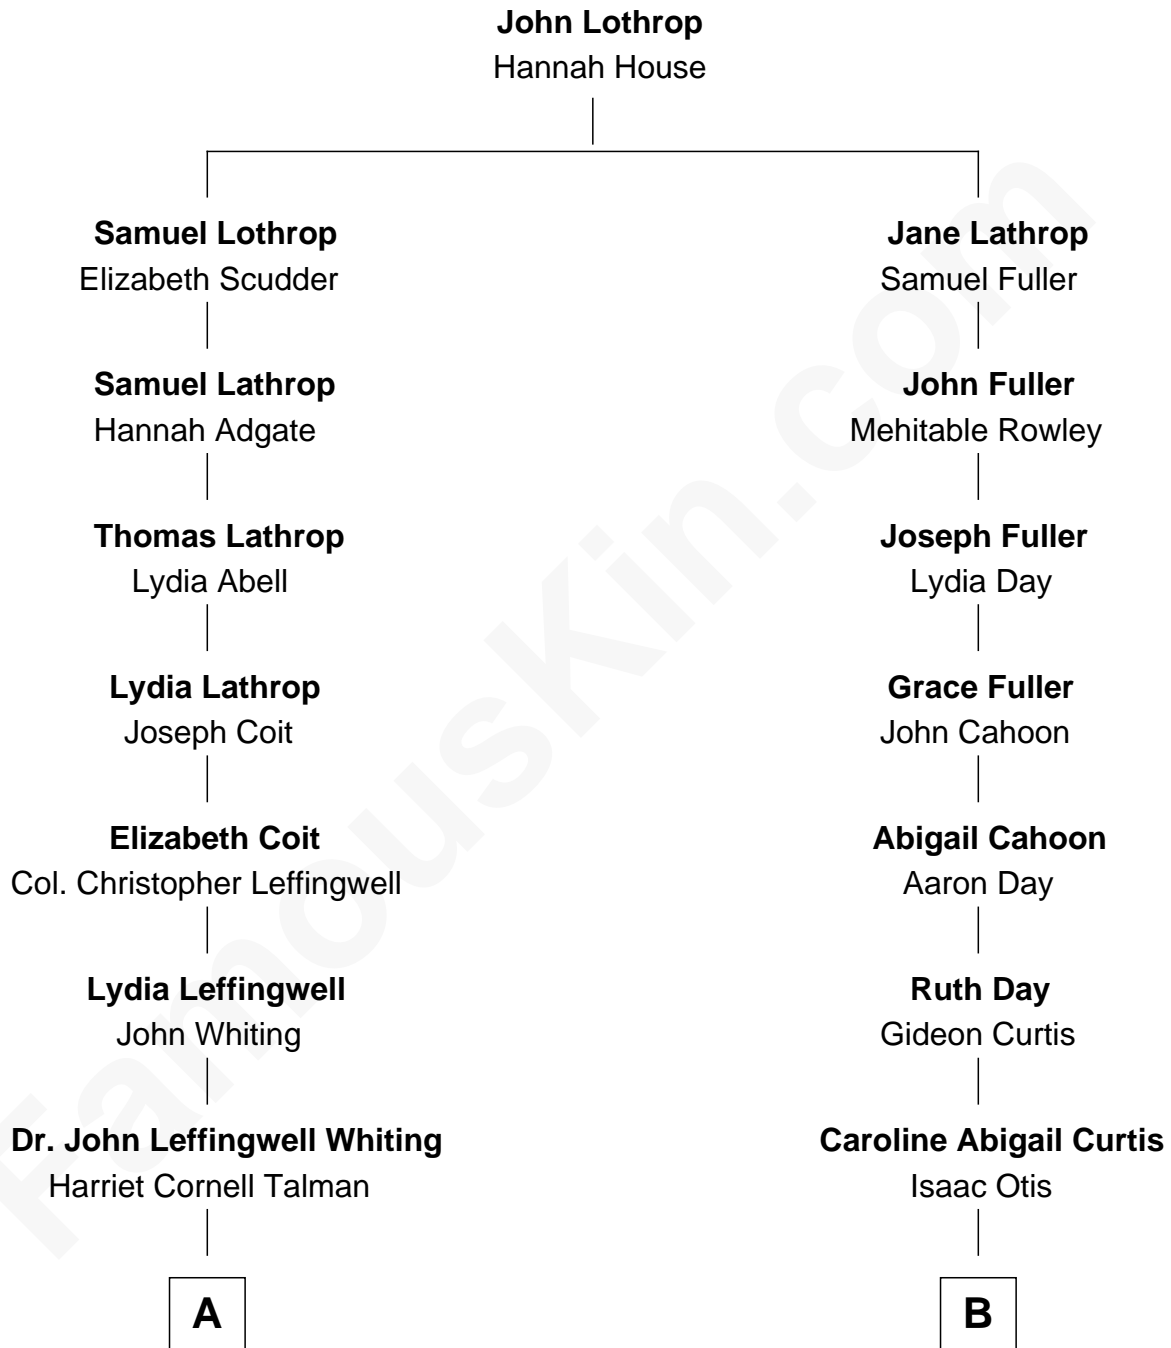 John Lothrop
Hannah House
Samuel Lothrop
Elizabeth Scudder
Jane Lathrop
Samuel Fuller
Samuel Lathrop
Hannah Adgate
John Fuller
Mehitable Rowley
Thomas Lathrop
Lydia Abell
Joseph Fuller
Lydia Day
Lydia Lathrop
Joseph Coit
Grace Fuller
John Cahoon
Elizabeth Coit
Col. Christopher Leffingwell
Abigail Cahoon
Aaron Day
Lydia Leffingwell
John Whiting
Ruth Day
Gideon Curtis
Dr. John Leffingwell Whiting
Harriet Cornell Talman
Caroline Abigail Curtis
Isaac Otis
A
B
FamousKin.com